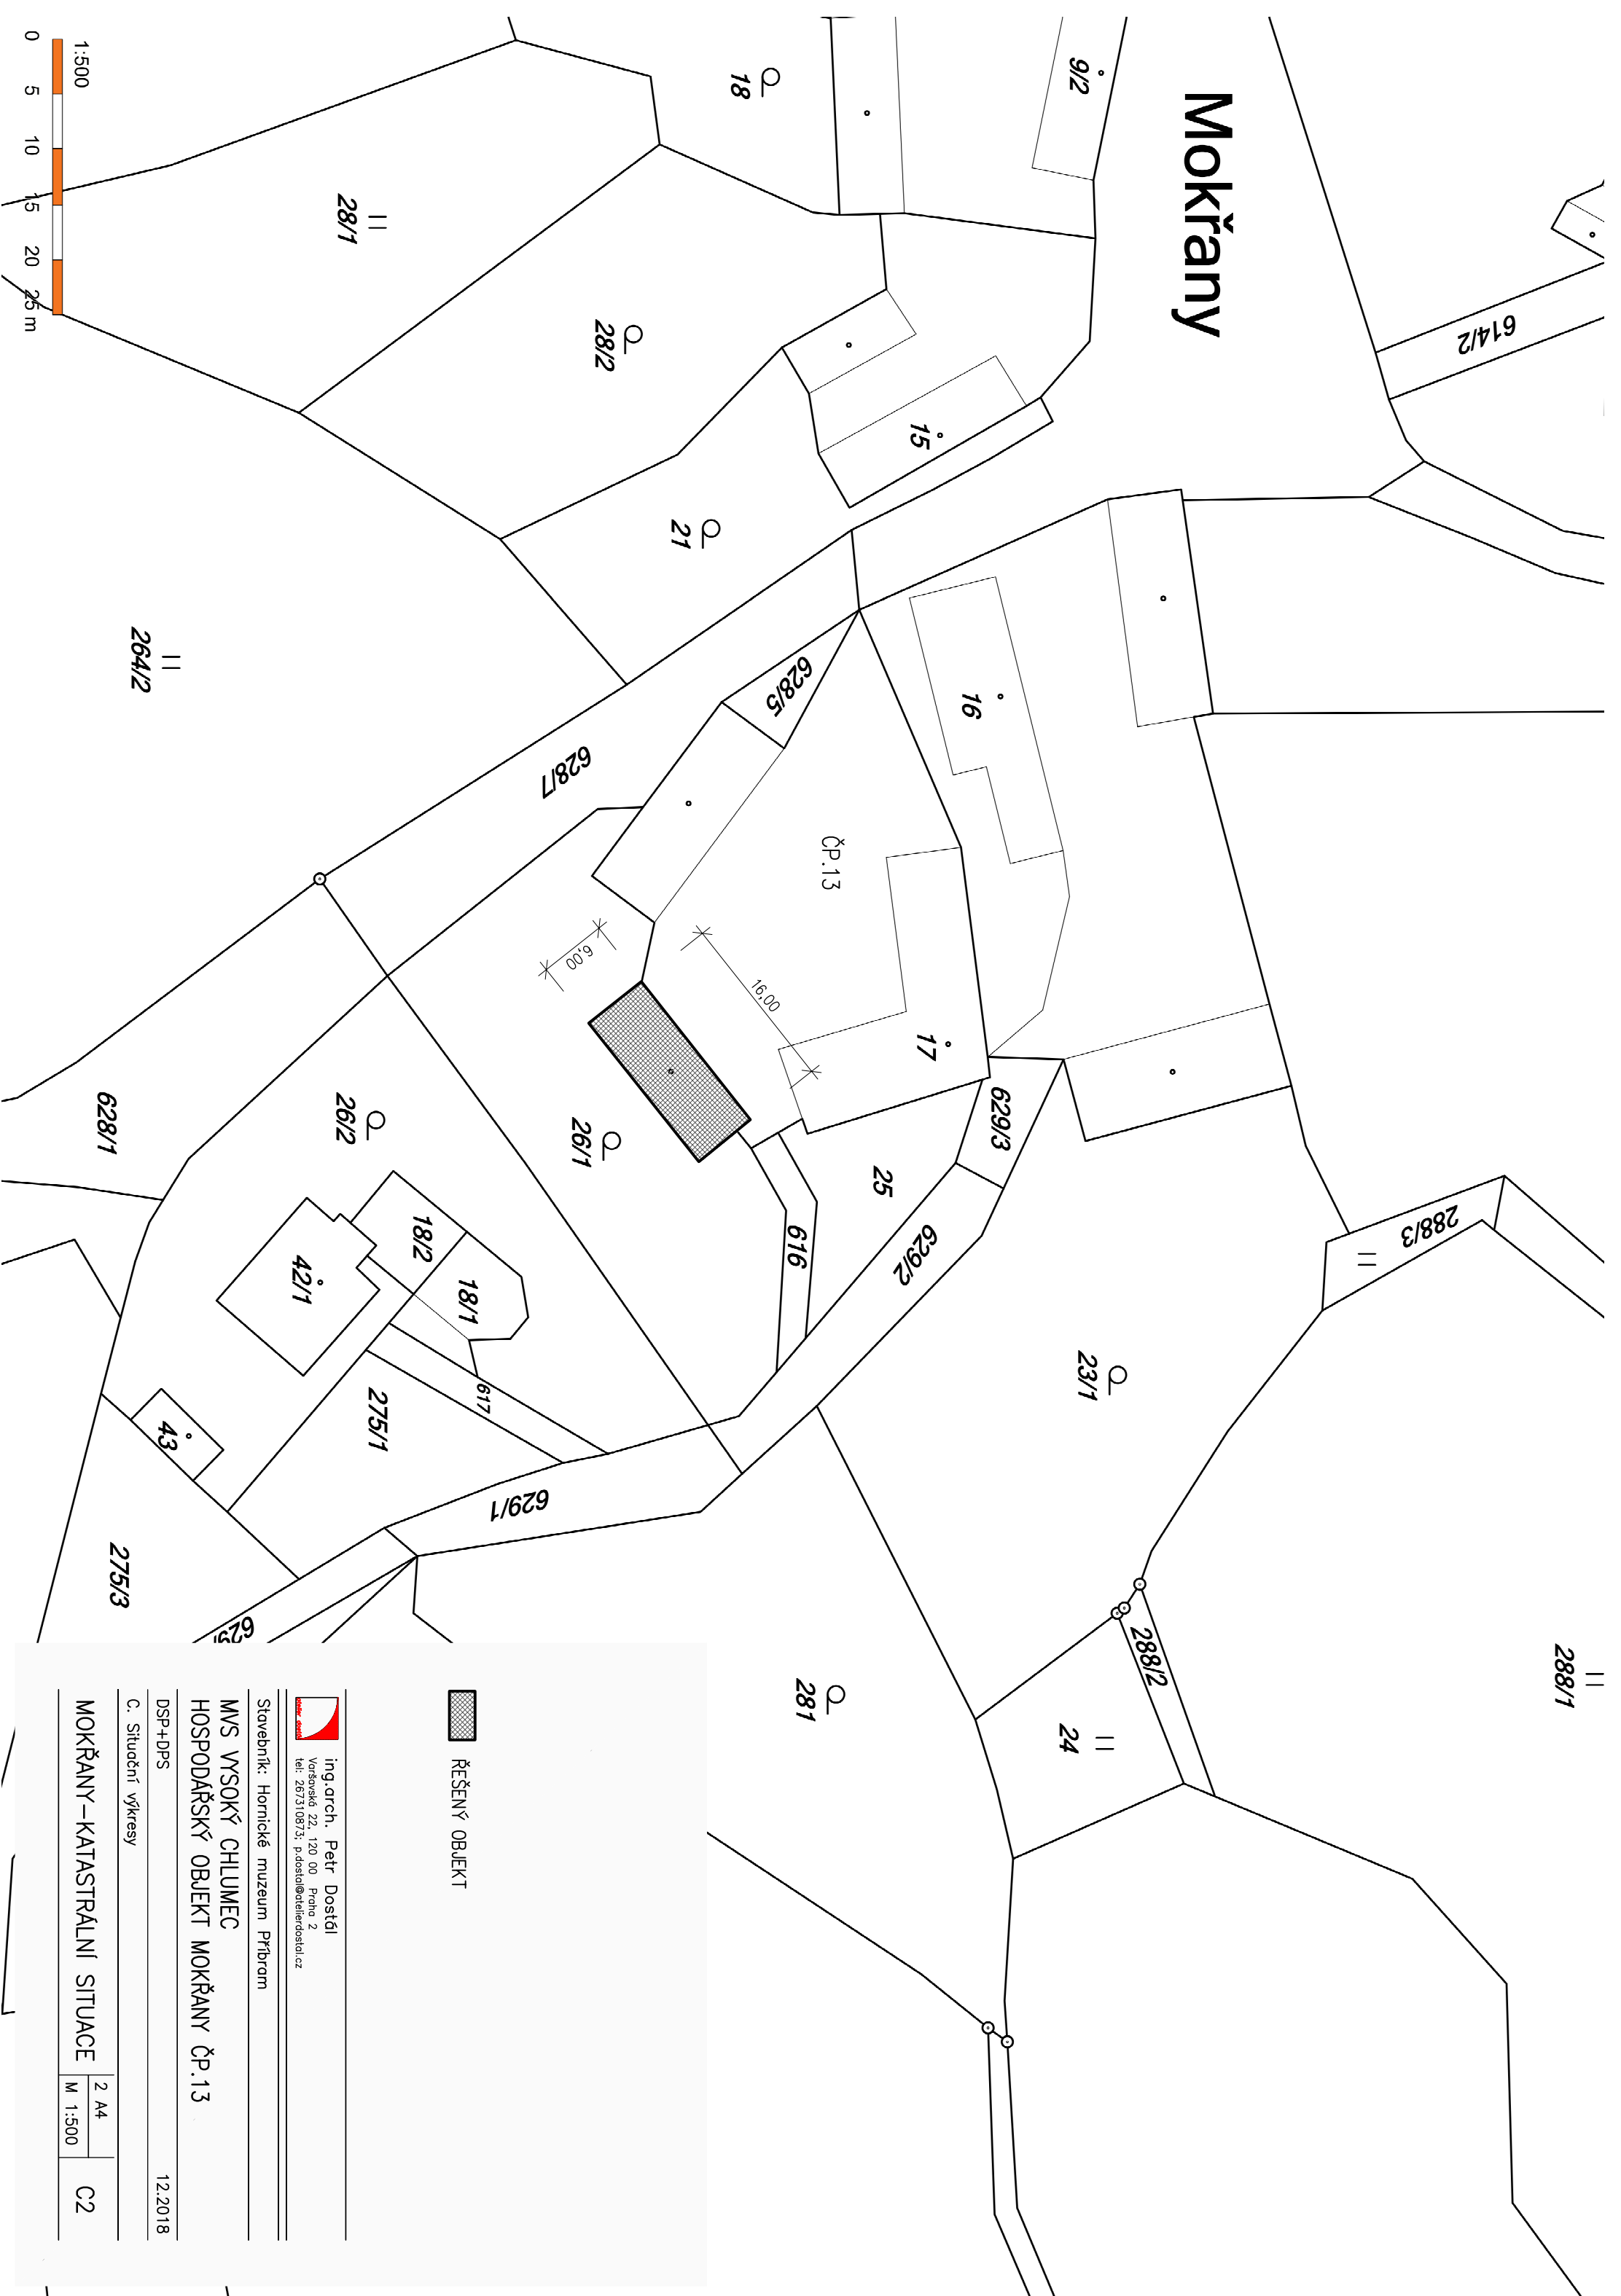 Mokřany
614/2
9/2
18
28/1
28/2
15
21
264/2
628/5
628/7
16
ČP.13
17
6,00
16,00
629/3
25
616
629/2
26/1
26/2
628/1
18/2
18/1
42/1
617
275/1
43
629/1
275/3
288/3
23/1
288/2
24
288/1
281
1:500
0 5 10 15 20 25 m
ŘEŠENÝ OBJEKT
ing.arch. Petr Dostál
Varšavská 22, 120 00 Praha 2
tel: 267310873; p.dostal@atelierdostal.cz
atelier dostál
Stavebník: Hornické muzeum Příbram
MVS VYSOKÝ CHLUMEC
HOSPODÁŘSKÝ OBJEKT MOKŘANY ČP.13
DSP+DPS 12.2018
C. Situační výkresy
MOKŘANY-KATASTRÁLNÍ SITUACE
2 A4
M 1:500
C2